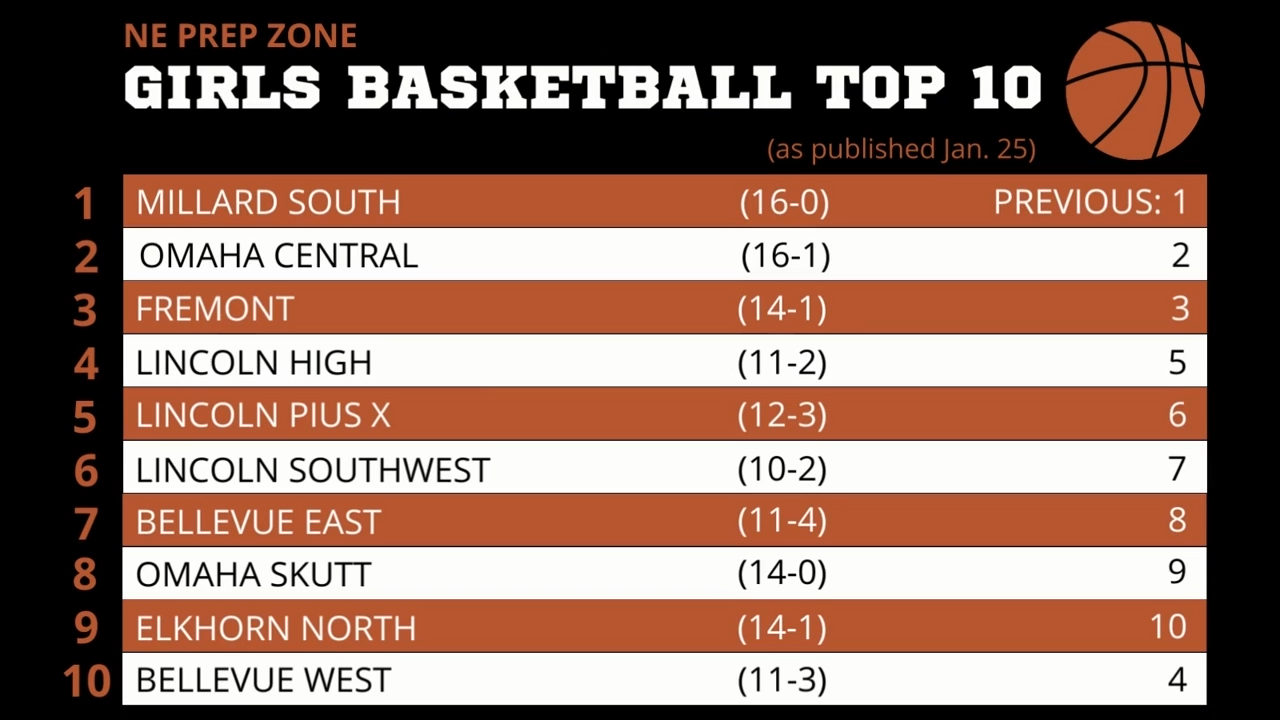 NE PREP ZONE
GIRLS BASKETBALL TOP 10
(as published Jan. 25)
1 MILLARD SOUTH (16-0) PREVIOUS: 1
2 OMAHA CENTRAL (16-1) 2
3 FREMONT (14-1) 3
4 LINCOLN HIGH (11-2) 5
5 LINCOLN PIUS X (12-3) 6
6 LINCOLN SOUTHWEST (10-2) 7
7 BELLEVUE EAST (11-4) 8
8 OMAHA SKUTT (14-0) 9
9 ELKHORN NORTH (14-1) 10
10 BELLEVUE WEST (11-3) 4